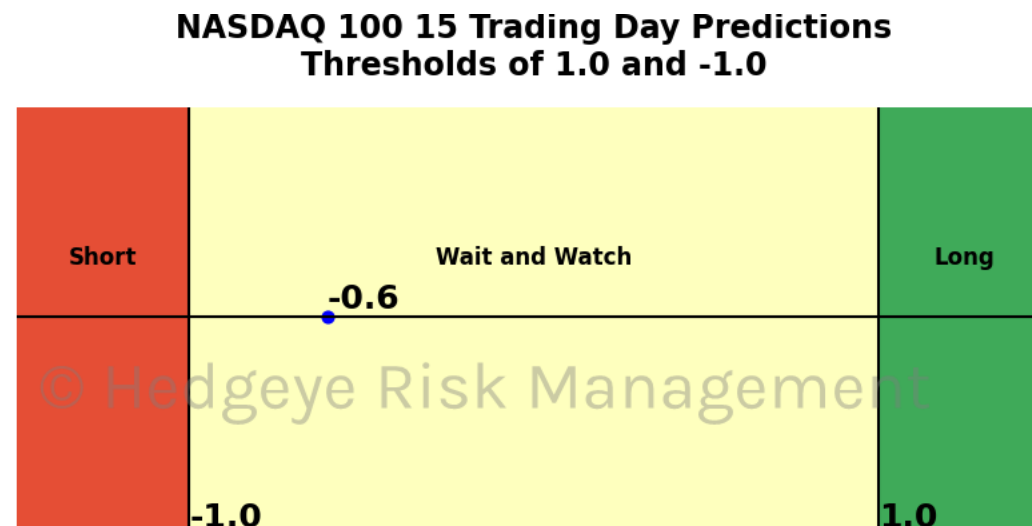 NASDAQ 100 15 Trading Day Predictions
Thresholds of 1.0 and -1.0
Short
Wait and Watch
Long
-0.6
© Hedgeye Risk Management
-1.0
1.0